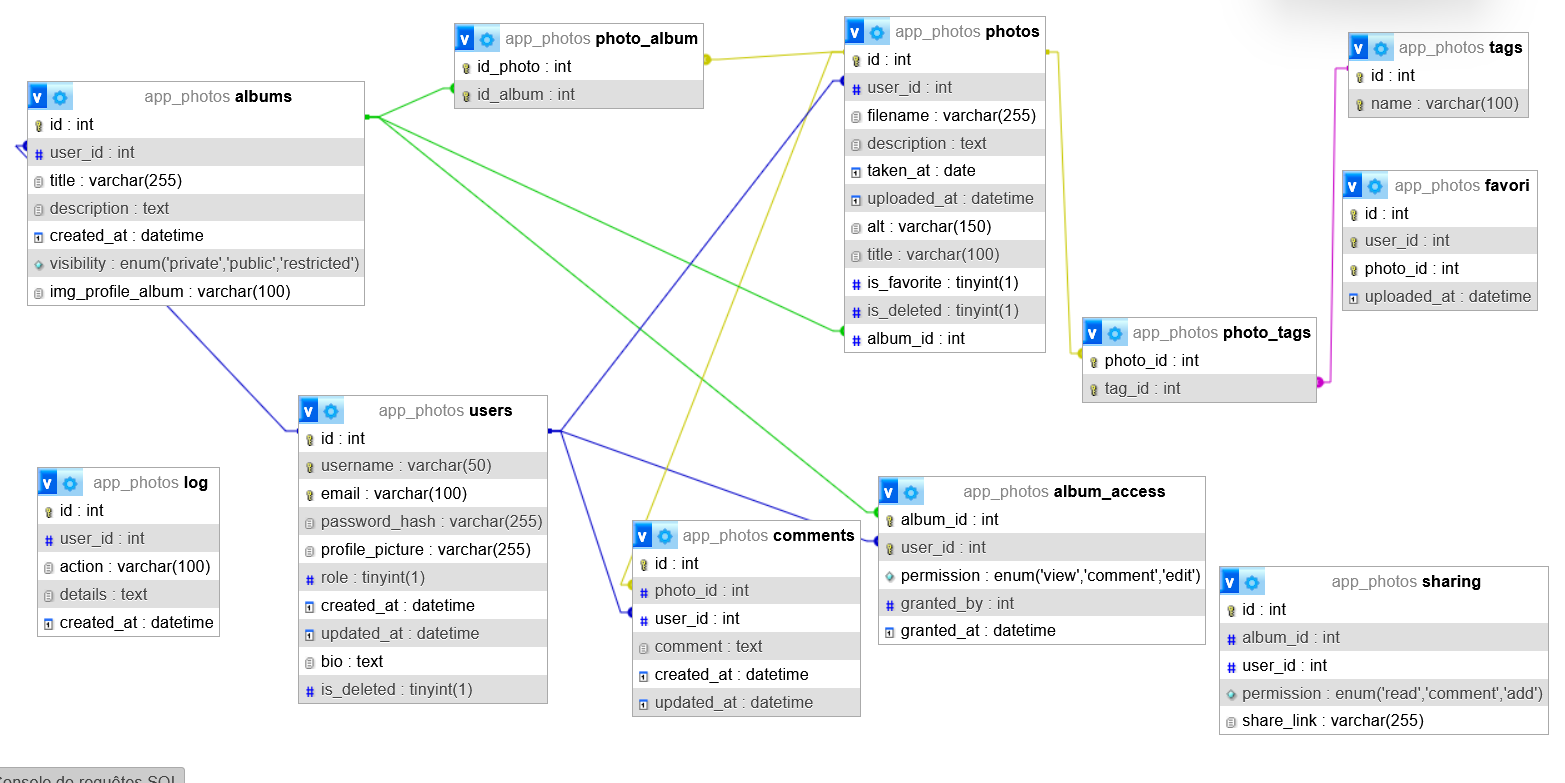 app_photos albums
id : int
user_id : int
title : varchar(255)
description : text
created_at : datetime
visibility : enum('private','public','restricted')
img_profile_album : varchar(100)
app_photos photo_album
id_photo : int
id_album : int
app_photos photos
id : int
user_id : int
filename : varchar(255)
description : text
taken_at : date
uploaded_at : datetime
alt : varchar(150)
title : varchar(100)
is_favorite : tinyint(1)
is_deleted : tinyint(1)
album_id : int
app_photos tags
id : int
name : varchar(100)
app_photos favori
id : int
user_id : int
photo_id : int
uploaded_at : datetime
app_photos photo_tags
photo_id : int
tag_id : int
app_photos users
id : int
username : varchar(50)
email : varchar(100)
password_hash : varchar(255)
profile_picture : varchar(255)
role : tinyint(1)
created_at : datetime
updated_at : datetime
bio : text
is_deleted : tinyint(1)
app_photos log
id : int
user_id : int
action : varchar(100)
details : text
created_at : datetime
app_photos comments
id : int
photo_id : int
user_id : int
comment : text
created_at : datetime
updated_at : datetime
app_photos album_access
album_id : int
user_id : int
permission : enum('view','comment','edit')
granted_by : int
granted_at : datetime
app_photos sharing
id : int
album_id : int
user_id : int
permission : enum('read','comment','add')
share_link : varchar(255)
Console de requêtes SQL